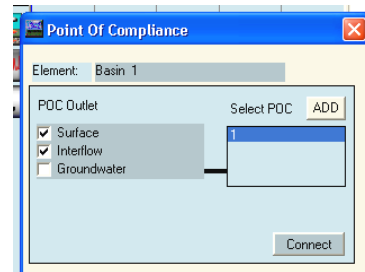 Point Of Compliance
Element: Basin 1
POC Outlet Select POC ADD
Surface 1
Interflow
Groundwater
Connect